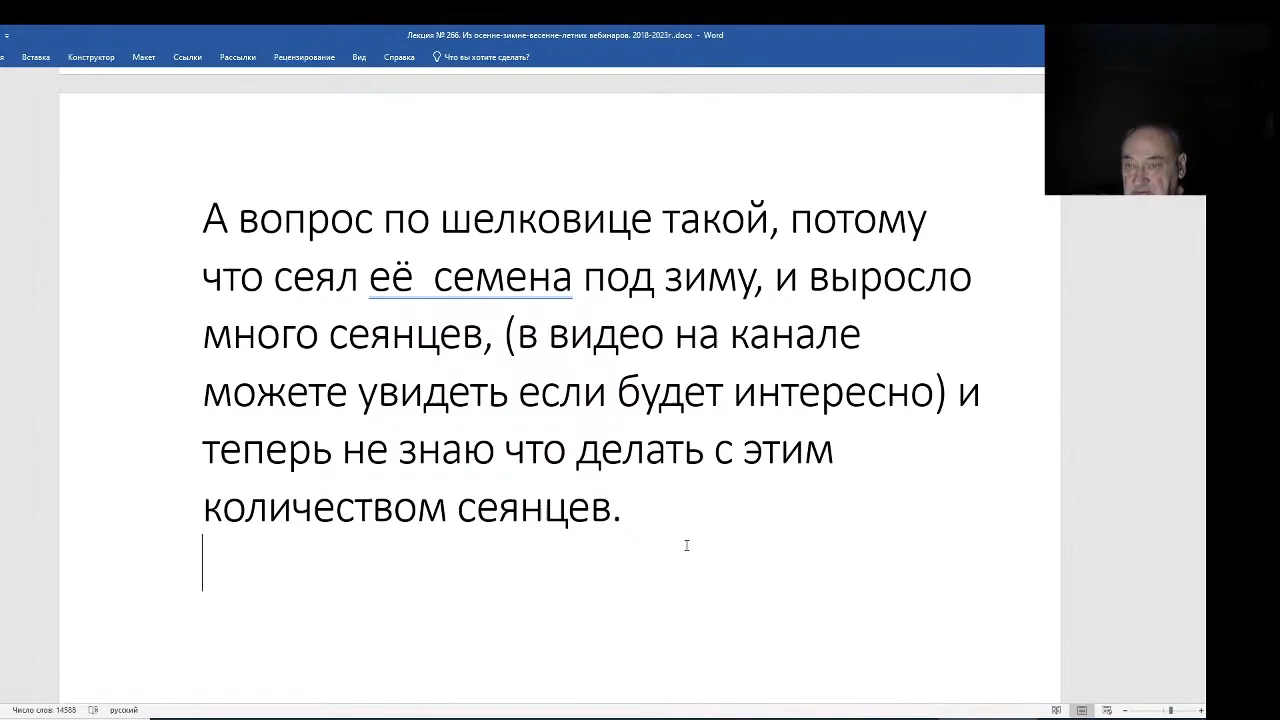 Лекция № 266. Из осенне-зимне-весенне-летних вебинаров. 2018-2023г..docx - Word
я Вставка Конструктор Макет Ссылки Рассылки Рецензирование Вид Справка Что вы хотите сделать?
А вопрос по шелковице такой, потому
что сеял её семена под зиму, и выросло
много сеянцев, (в видео на канале
можете увидеть если будет интересно) и
теперь не знаю что делать с этим
количеством сеянцев.
Число слов: 14588 русский